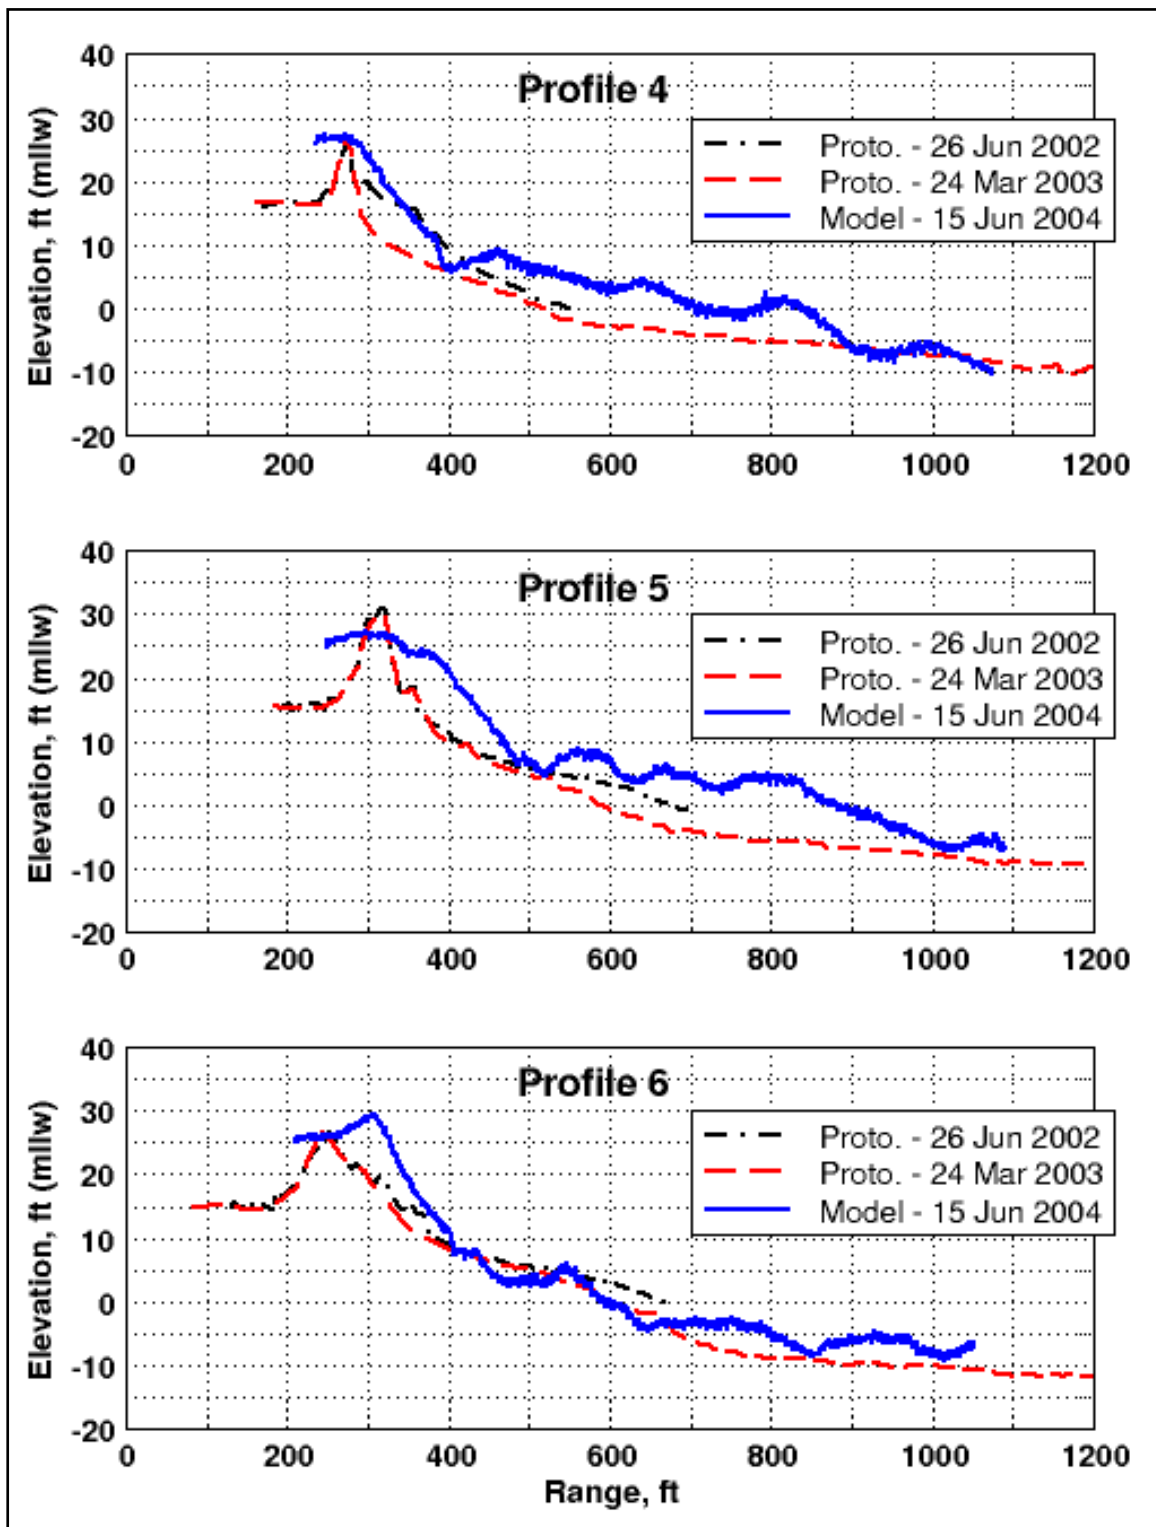 Profile 4
Elevation, ft (mllw)
40
30
20
10
0
-10
-20
Proto. - 26 Jun 2002
Proto. - 24 Mar 2003
Model - 15 Jun 2004
0 200 400 600 800 1000 1200
Profile 5
Elevation, ft (mllw)
40
30
20
10
0
-10
-20
Proto. - 26 Jun 2002
Proto. - 24 Mar 2003
Model - 15 Jun 2004
0 200 400 600 800 1000 1200
Profile 6
Elevation, ft (mllw)
40
30
20
10
0
-10
-20
Proto. - 26 Jun 2002
Proto. - 24 Mar 2003
Model - 15 Jun 2004
0 200 400 600 800 1000 1200
Range, ft